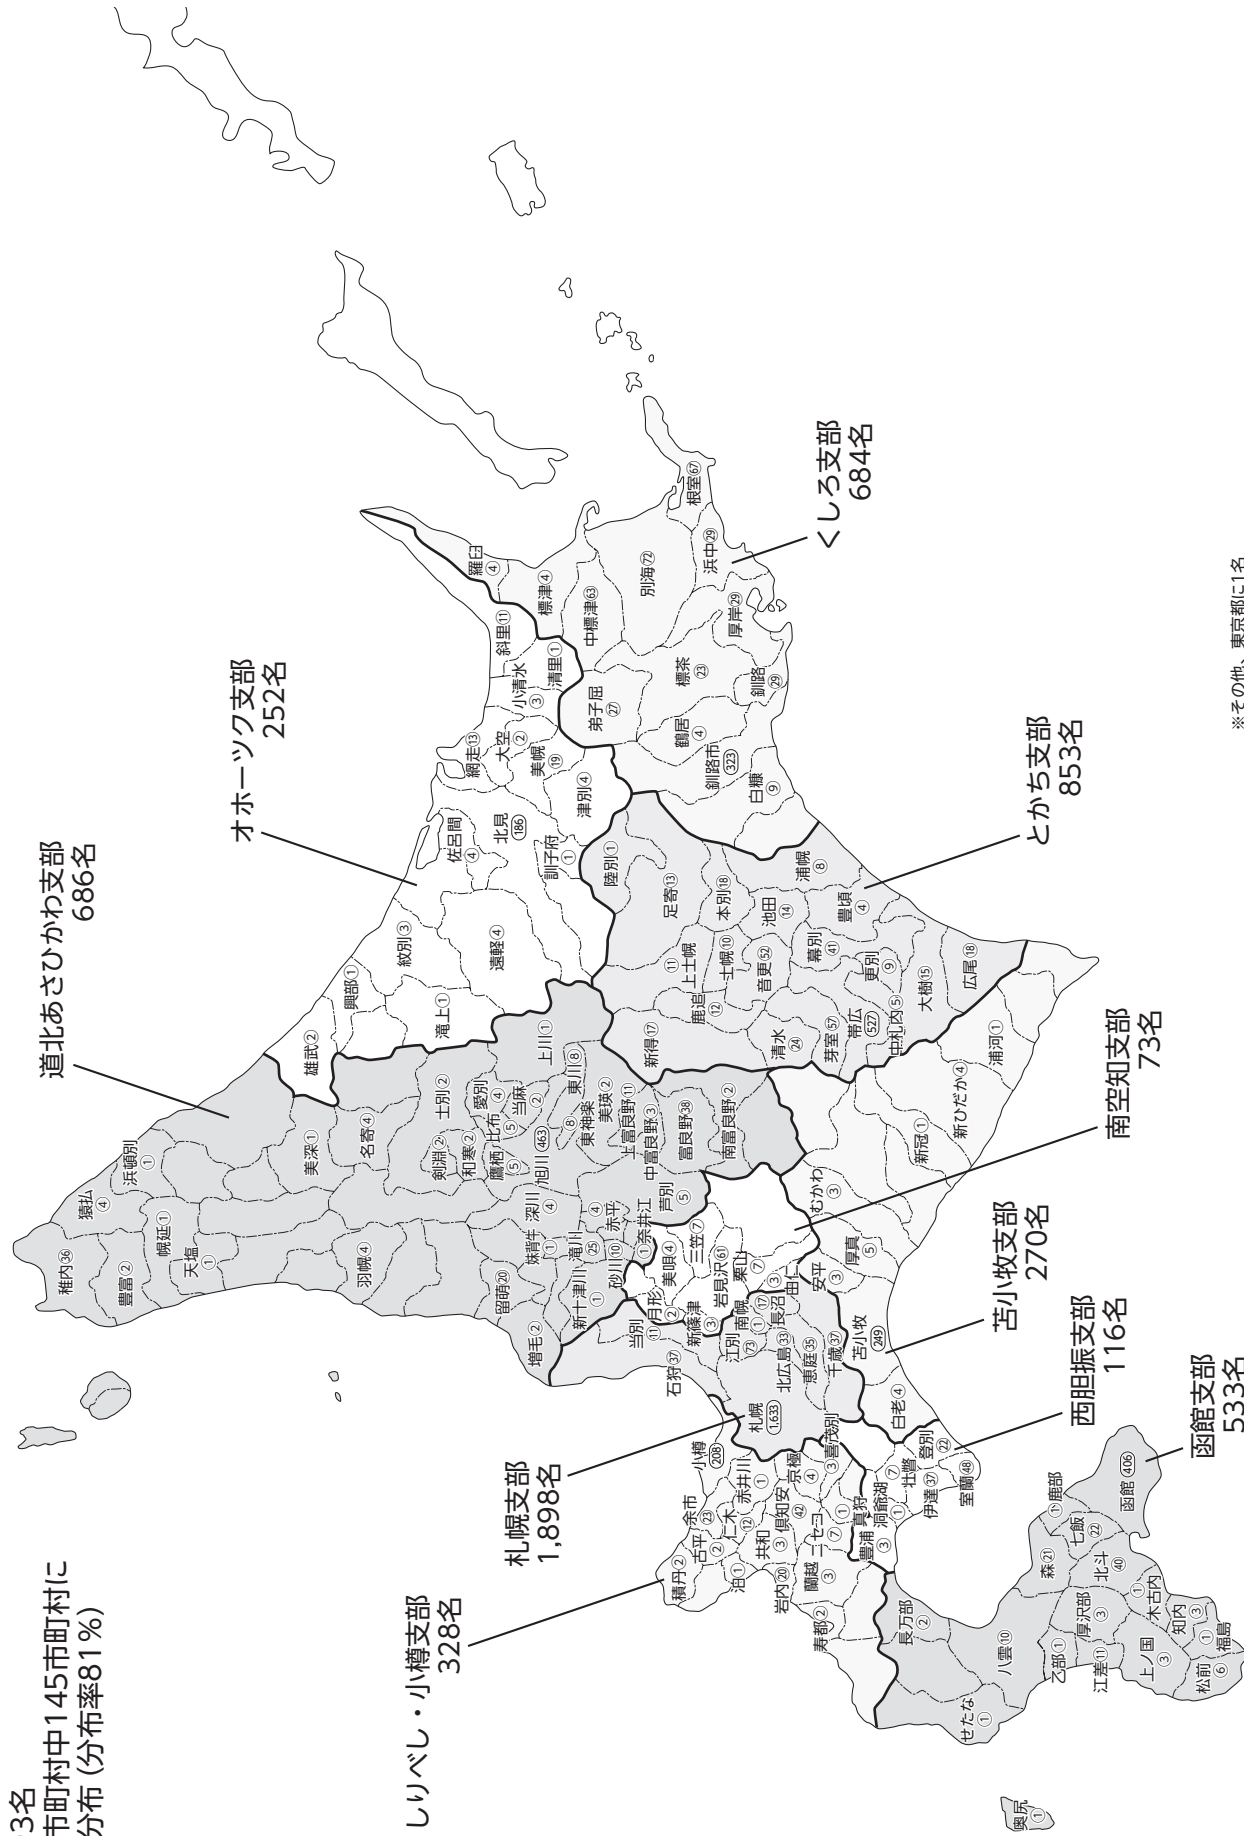 3名
市町村中145市町村に
分布 (分布率81%)
道北あさひかわ支部
686名
稚内㊱
猿払④
豊富②
浜頓別①
幌延①
天塩①
美深①
名寄④
羽幌④
士別②
剣淵②
和寒②
愛別④
比布⑤
鷹栖⑤
当麻②
上川①
旭川463
東川⑧
東神楽⑧
美瑛②
上富良野⑪
中富良野③
富良野㊳
南富良野②
留萌⑳
増毛②
妹背牛①
深川④
滝川㉕
新十津川①
赤平④
砂川⑩
奈井江①
芦別⑤
オホーツク支部
252名
雄武②
興部①
紋別③
滝上①
遠軽④
佐呂間④
北見186
訓子府①
網走⑬
大空②
美幌⑲
津別④
小清水③
斜里⑪
清里①
くしろ支部
684名
羅臼④
標津④
中標津63
別海72
根室67
浜中㉙
厚岸㉙
標茶㉓
弟子屈㉗
鶴居④
釧路㉙
釧路市323
白糠⑨
とかち支部
853名
陸別①
足寄⑬
本別⑱
浦幌⑧
池田⑭
豊頃④
上士幌⑪
士幌⑩
音更52
幕別㊶
鹿追⑫
新得⑰
清水㉔
芽室57
帯広527
更別⑨
中札内⑤
大樹⑮
広尾⑱
南空知支部
73名
美唄④
月形②
三笠⑦
岩見沢61
栗山⑦
新篠津③
由仁③
札幌支部
1,898名
当別⑪
石狩㊲
江別73
南幌①
長沼⑰
北広島㉝
恵庭㉟
千歳㊲
札幌1,633
苫小牧支部
270名
むかわ③
厚真⑤
安平③
苫小牧249
白老④
新冠①
新ひだか④
浦河①
西胆振支部
116名
登別㉒
室蘭㊽
伊達㊲
壮瞥⑦
洞爺湖①
豊浦③
しりべし・小樽支部
328名
小樽208
余市㉓
赤井川①
積丹②
古平②
仁木⑫
泊①
共和③
倶知安㊷
京極④
喜茂別③
岩内⑳
ニセコ⑦
真狩①
蘭越③
寿都②
函館支部
533名
長万部②
八雲⑩
せたな①
森㉑
鹿部①
七飯㉒
函館406
北斗㊵
厚沢部③
乙部①
江差⑪
上ノ国③
木古内①
知内③
福島①
松前⑥
奥尻①
※その他、東京都に1名